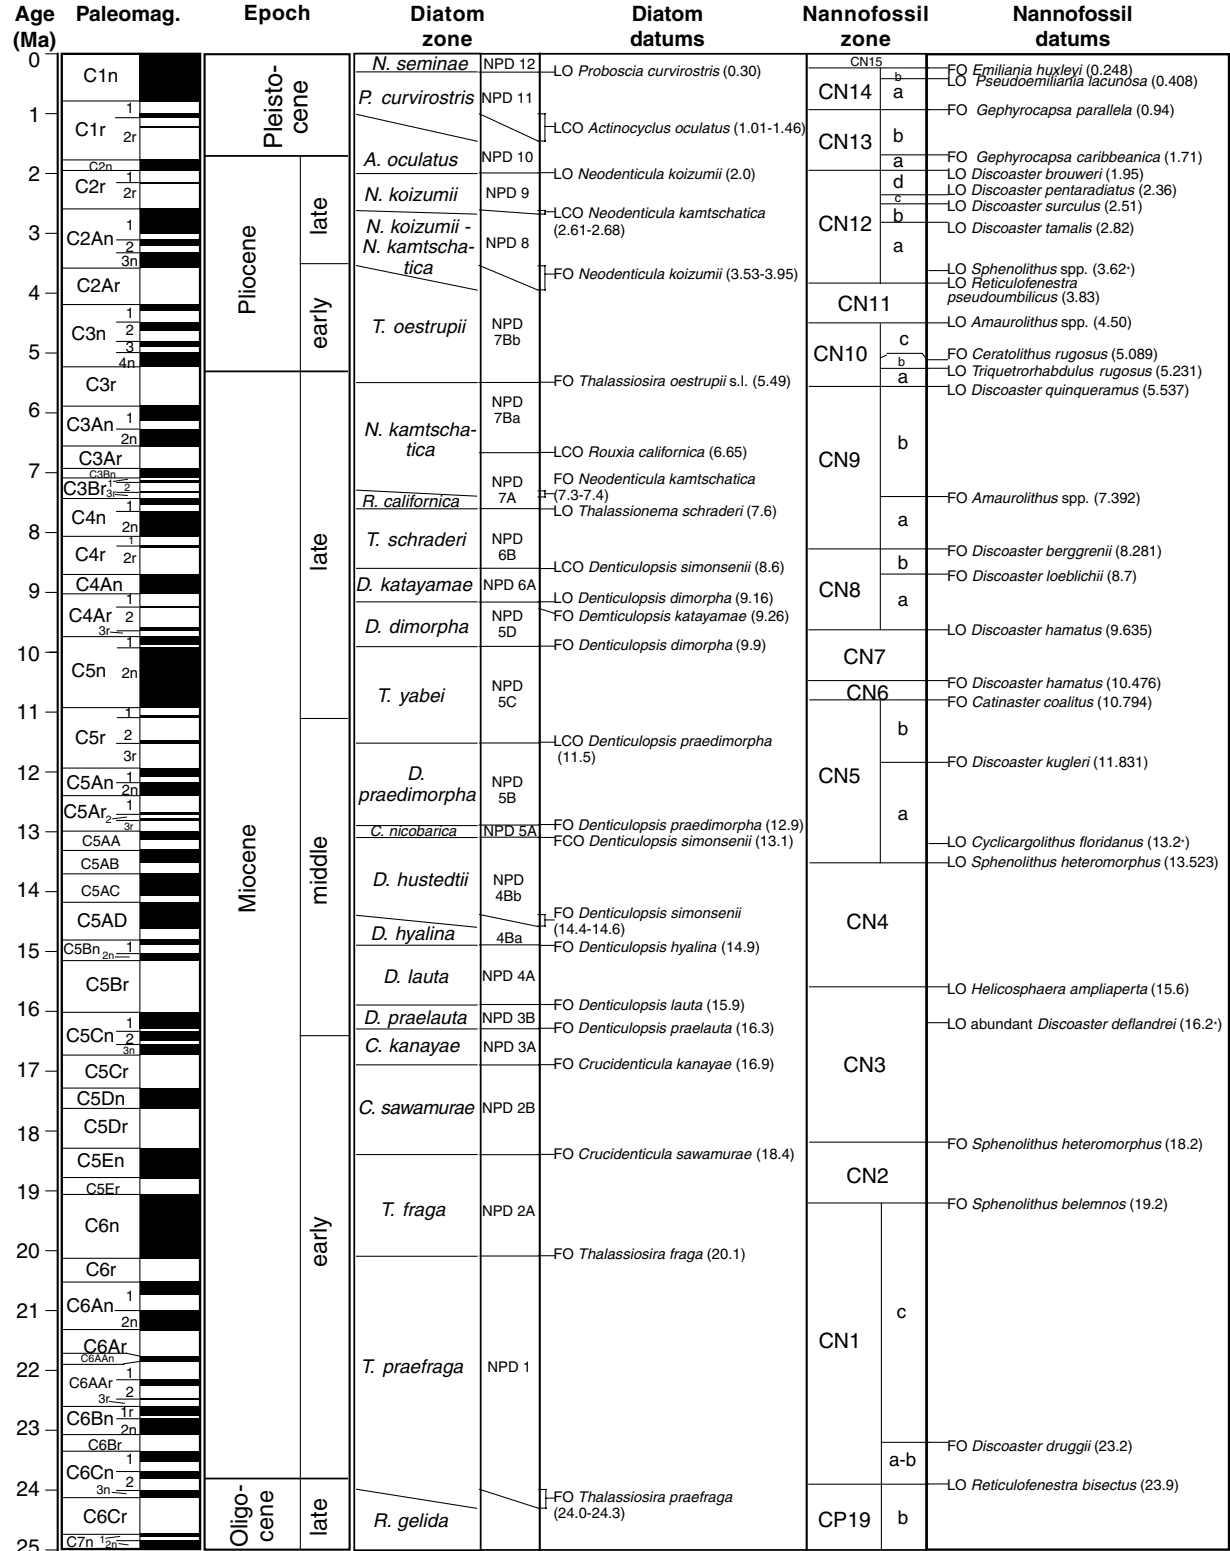 Age
(Ma)
Paleomag.
Epoch
Diatom
zone
Diatom
datums
Nannofossil
zone
Nannofossil
datums
0
1
2
3
4
5
6
7
8
9
10
11
12
13
14
15
16
17
18
19
20
21
22
23
24
25
C1n
C1r
1
2r
C2n
C2r
1
2r
C2An
1
2
3n
C2Ar
C3n
1
2
3
4n
C3r
C3An
1
2n
C3Ar
C3Bn
C3Br
1
2
3r
C4n
1
2n
C4r
1
2r
C4An
C4Ar
1
2
3r
C5n
1
2n
C5r
1
2
3r
C5An
1
2n
C5Ar
1
2
3r
C5AA
C5AB
C5AC
C5AD
C5Bn
1
2n
C5Br
C5Cn
1
2
3n
C5Cr
C5Dn
C5Dr
C5En
C5Er
C6n
C6r
C6An
1
2n
C6Ar
C6AAn
C6AAr
1
2
3r
C6Bn
1r
2n
C6Br
C6Cn
1
2
3n
C6Cr
C7n
1
2n
Pleisto-
cene
Pliocene
late
early
Miocene
late
middle
early
Oligo-
cene
late
N. seminae
NPD 12
P. curvirostris
NPD 11
A. oculatus
NPD 10
N. koizumii
NPD 9
N. koizumii -
N. kamtscha-
tica
NPD 8
T. oestrupii
NPD
7Bb
N. kamtscha-
tica
NPD
7Ba
NPD
7A
R. californica
T. schraderi
NPD
6B
D. katayamae
NPD 6A
D. dimorpha
NPD
5D
T. yabei
NPD
5C
D.
praedimorpha
NPD
5B
C. nicobarica
NPD 5A
D. hustedtii
NPD
4Bb
D. hyalina
4Ba
D. lauta
NPD 4A
D. praelauta
NPD 3B
C. kanayae
NPD 3A
C. sawamurae
NPD 2B
T. fraga
NPD 2A
T. praefraga
NPD 1
R. gelida
LO Proboscia curvirostris (0.30)
LCO Actinocyclus oculatus (1.01-1.46)
LO Neodenticula koizumii (2.0)
LCO Neodenticula kamtschatica
(2.61-2.68)
FO Neodenticula koizumii (3.53-3.95)
FO Thalassiosira oestrupii s.l. (5.49)
LCO Rouxia californica (6.65)
FO Neodenticula kamtschatica
(7.3-7.4)
LO Thalassionema schraderi (7.6)
LCO Denticulopsis simonsenii (8.6)
LO Denticulopsis dimorpha (9.16)
FO Demticulopsis katayamae (9.26)
FO Denticulopsis dimorpha (9.9)
LCO Denticulopsis praedimorpha
(11.5)
FO Denticulopsis praedimorpha (12.9)
FCO Denticulopsis simonsenii (13.1)
FO Denticulopsis simonsenii
(14.4-14.6)
FO Denticulopsis hyalina (14.9)
FO Denticulopsis lauta (15.9)
FO Denticulopsis praelauta (16.3)
FO Crucidenticula kanayae (16.9)
FO Crucidenticula sawamurae (18.4)
FO Thalassiosira fraga (20.1)
FO Thalassiosira praefraga
(24.0-24.3)
CN15
CN14
b
a
CN13
b
a
CN12
d
c
b
a
CN11
CN10
c
b
a
CN9
b
a
CN8
b
a
CN7
CN6
CN5
b
a
CN4
CN3
CN2
CN1
c
a-b
CP19
b
FO Emiliania huxleyi (0.248)
LO Pseudoemiliania lacunosa (0.408)
FO Gephyrocapsa parallela (0.94)
FO Gephyrocapsa caribbeanica (1.71)
LO Discoaster brouweri (1.95)
LO Discoaster pentaradiatus (2.36)
LO Discoaster surculus (2.51)
LO Discoaster tamalis (2.82)
LO Sphenolithus spp. (3.62*)
LO Reticulofenestra
pseudoumbilicus (3.83)
LO Amaurolithus spp. (4.50)
FO Ceratolithus rugosus (5.089)
LO Triquetrorhabdulus rugosus (5.231)
LO Discoaster quinqueramus (5.537)
FO Amaurolithus spp. (7.392)
FO Discoaster berggrenii (8.281)
FO Discoaster loeblichii (8.7)
LO Discoaster hamatus (9.635)
FO Discoaster hamatus (10.476)
FO Catinaster coalitus (10.794)
FO Discoaster kugleri (11.831)
LO Cyclicargolithus floridanus (13.2*)
LO Sphenolithus heteromorphus (13.523)
LO Helicosphaera ampliaperta (15.6)
LO abundant Discoaster deflandrei (16.2*)
FO Sphenolithus heteromorphus (18.2)
FO Sphenolithus belemnos (19.2)
FO Discoaster druggii (23.2)
LO Reticulofenestra bisectus (23.9)